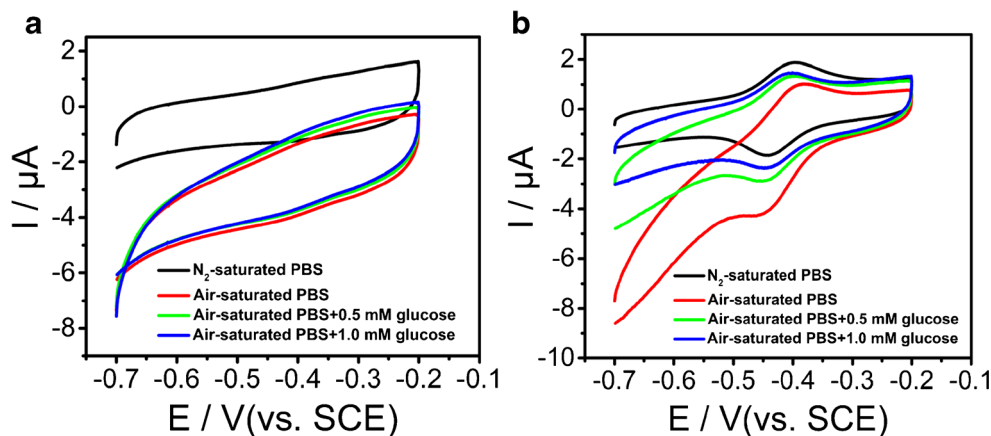 a
I / μA
2
0
-2
-4
-6
-8
N2-saturated PBS
Air-saturated PBS
Air-saturated PBS+0.5 mM glucose
Air-saturated PBS+1.0 mM glucose
-0.7 -0.6 -0.5 -0.4 -0.3 -0.2 -0.1
E / V(vs. SCE)
b
I / μA
2
0
-2
-4
-6
-8
-10
N2-saturated PBS
Air-saturated PBS
Air-saturated PBS+0.5 mM glucose
Air-saturated PBS+1.0 mM glucose
-0.7 -0.6 -0.5 -0.4 -0.3 -0.2 -0.1
E / V(vs. SCE)